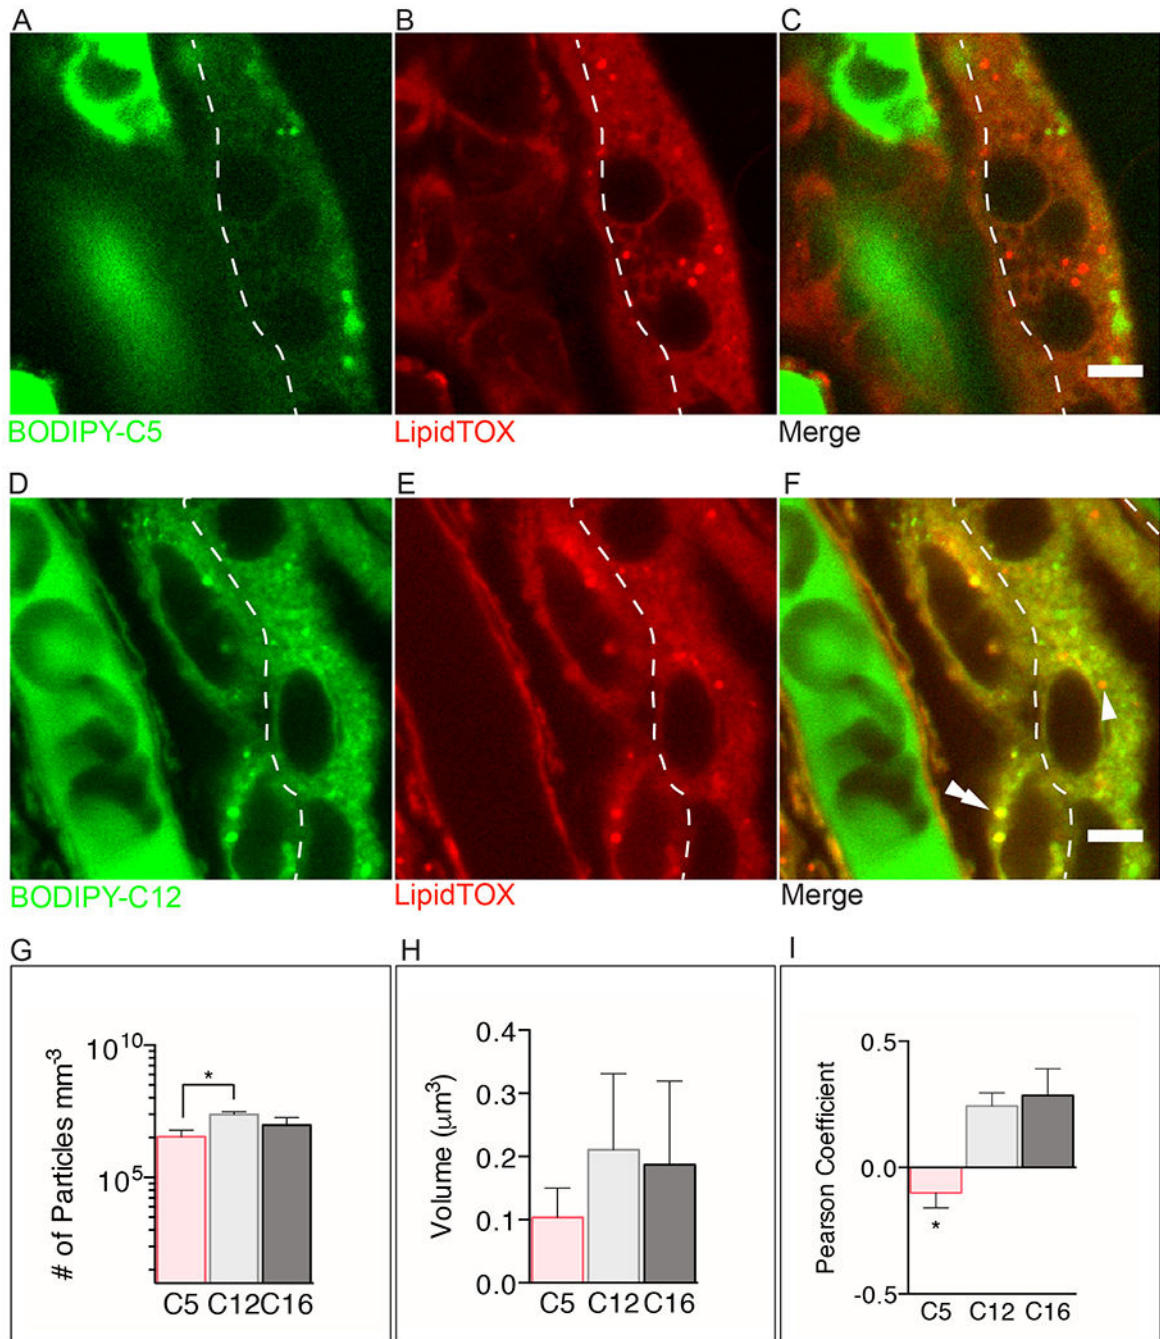 A B C
BODIPY-C5 LipidTOX Merge
D E F
BODIPY-C12 LipidTOX Merge
G H I
# of Particles mm-3
10^10
10^5
*
C5 C12 C16
Volume (μm³)
0.4
0.3
0.2
0.1
0.0
C5 C12 C16
Pearson Coefficient
0.5
0.0
-0.5
*
C5 C12 C16